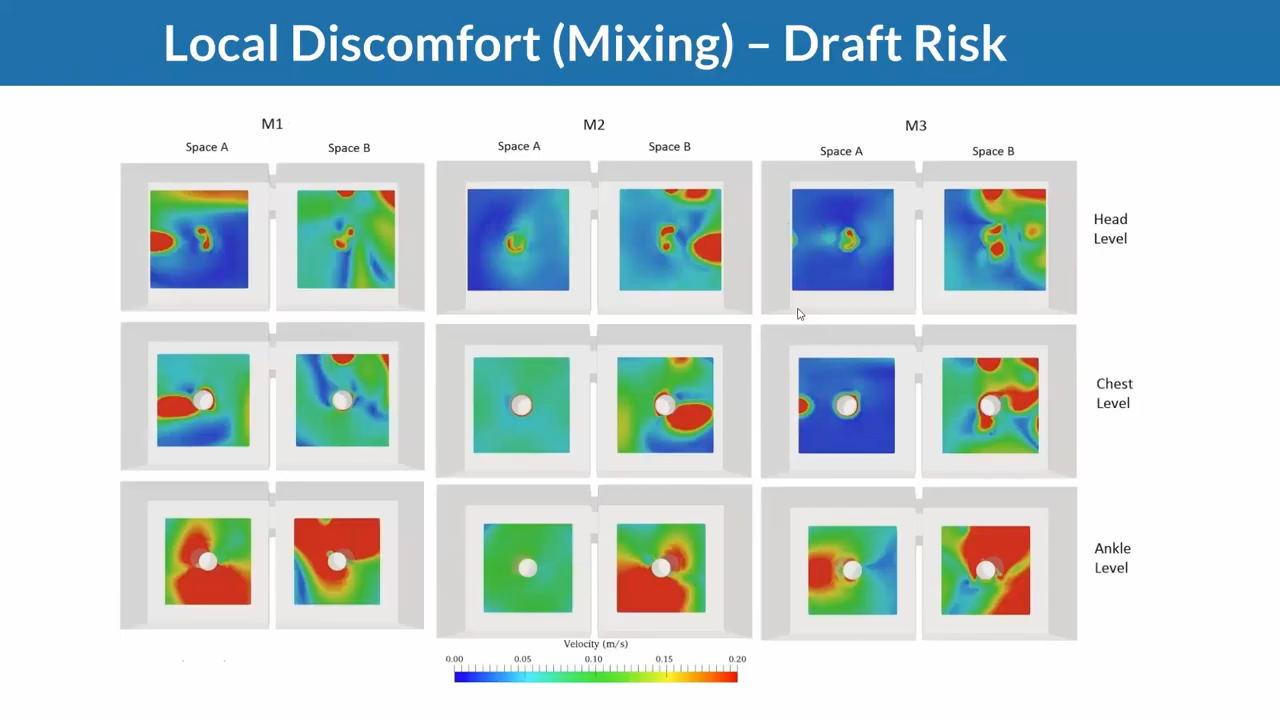 Local Discomfort (Mixing) – Draft Risk
M1
M2
M3
Space A
Space B
Space A
Space B
Space A
Space B
Head
Level
Chest
Level
Ankle
Level
Velocity (m/s)
0.00 0.05 0.10 0.15 0.20